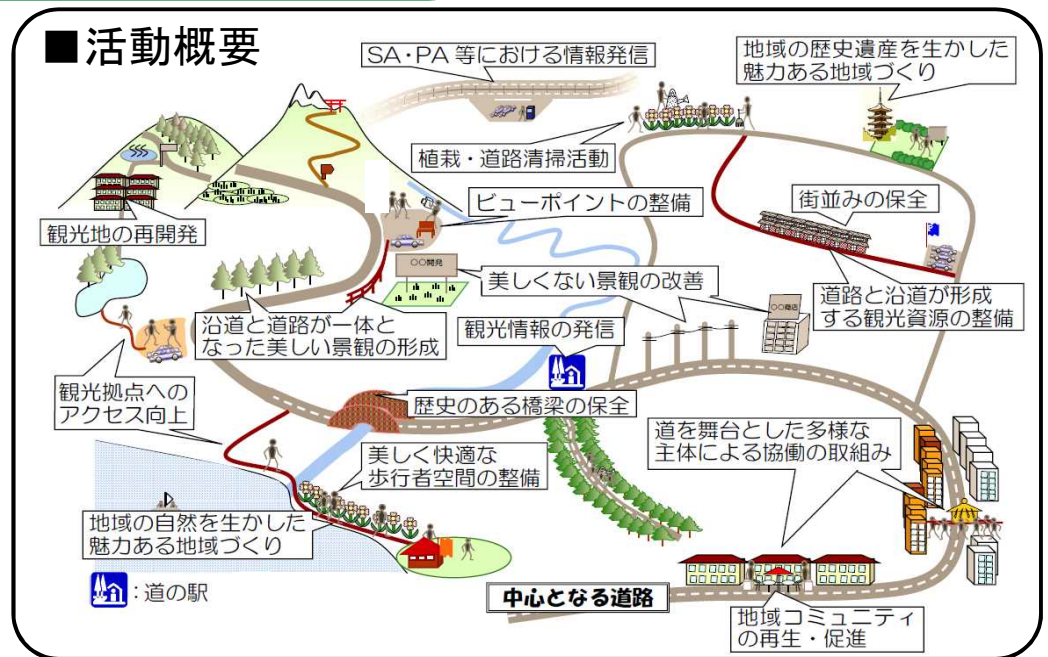 ■活動概要
SA・PA 等における情報発信
地域の歴史遺産を生かした
魅力ある地域づくり
植栽・道路清掃活動
ビューポイントの整備
街並みの保全
観光地の再開発
○○開発
美しくない景観の改善
○○商店
道路と沿道が形成
する観光資源の整備
沿道と道路が一体と
なった美しい景観の形成
観光情報の発信
観光拠点への
アクセス向上
歴史のある橋梁の保全
道を舞台とした多様な
主体による協働の取組み
美しく快適な
歩行者空間の整備
地域の自然を生かした
魅力ある地域づくり
：道の駅
中心となる道路
地域コミュニティ
の再生・促進